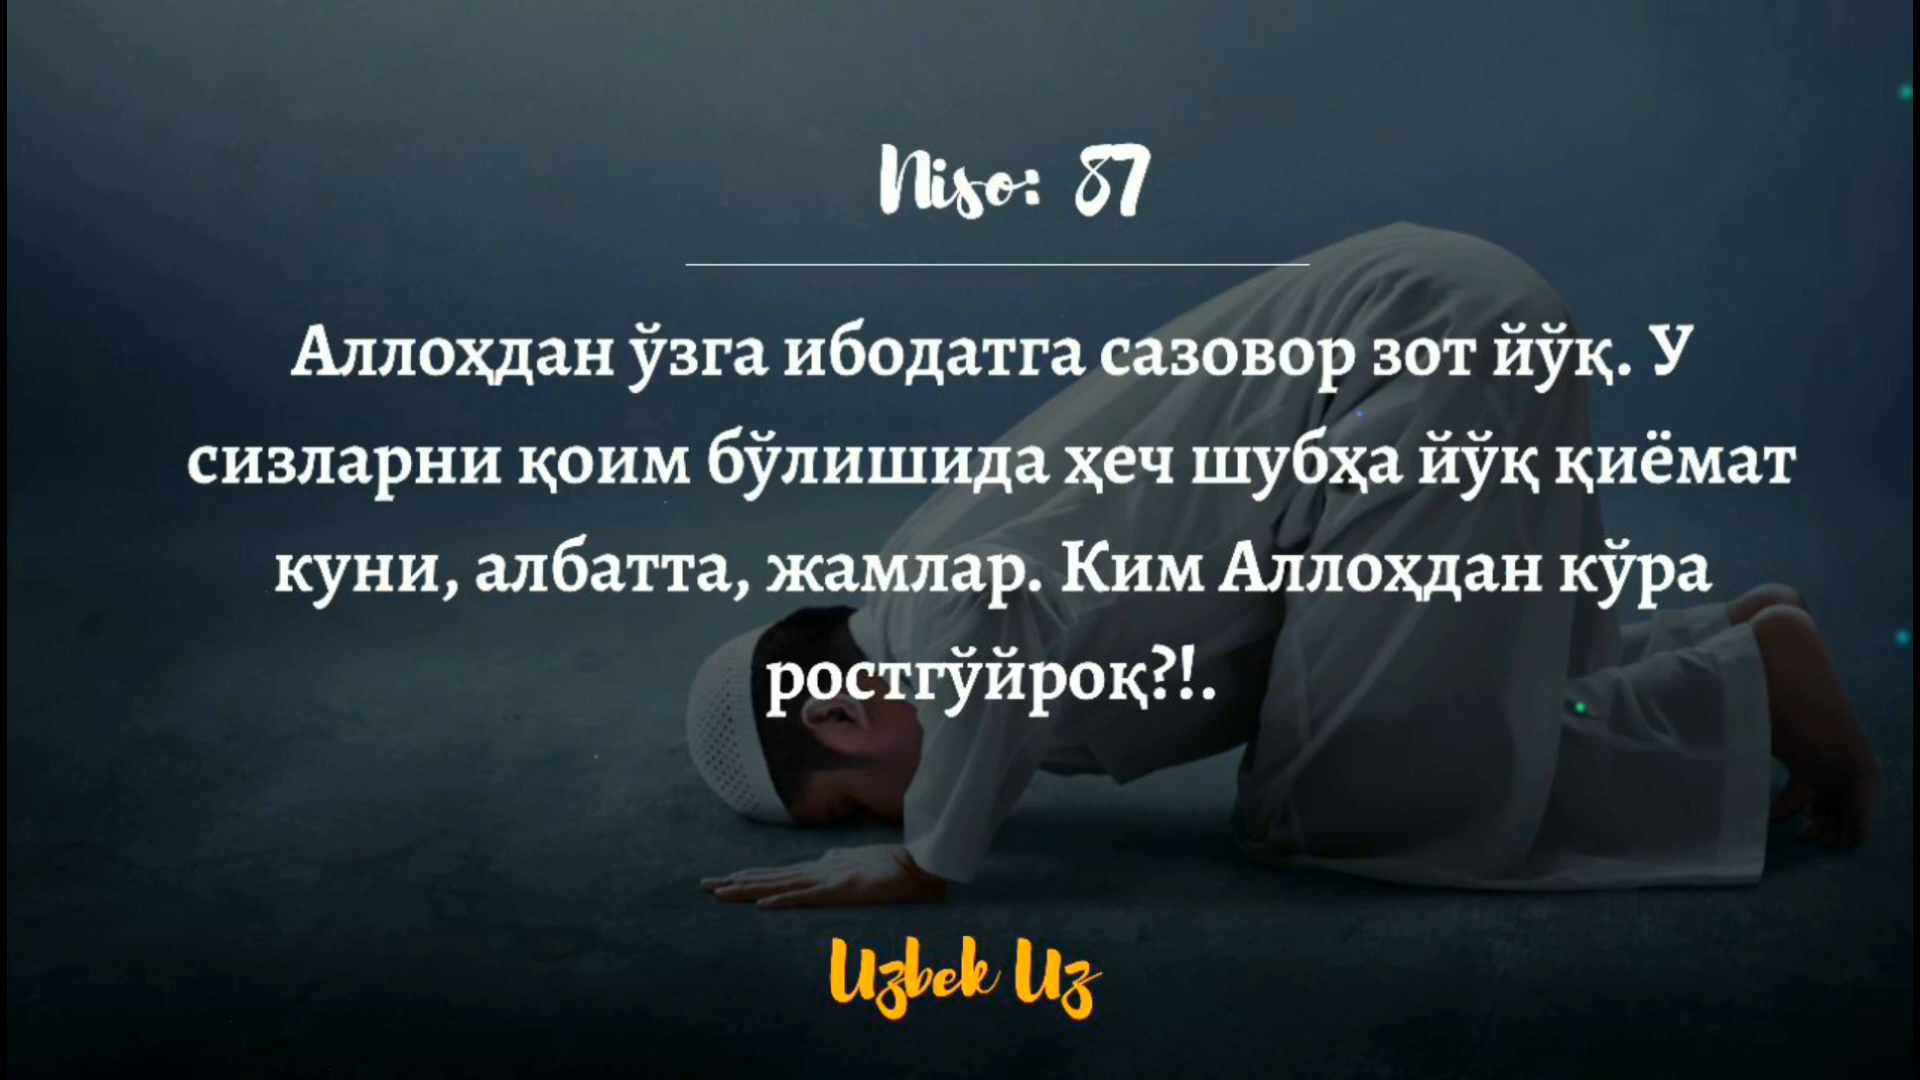 Niso: 87
Аллоҳдан ўзга ибодатга сазовор зот йўқ. У
сизларни қоим бўлишида ҳеч шубҳа йўқ қиёмат
куни, албатта, жамлар. Ким Аллоҳдан кўра
ростгўйроқ?!.
Uzbek Uz